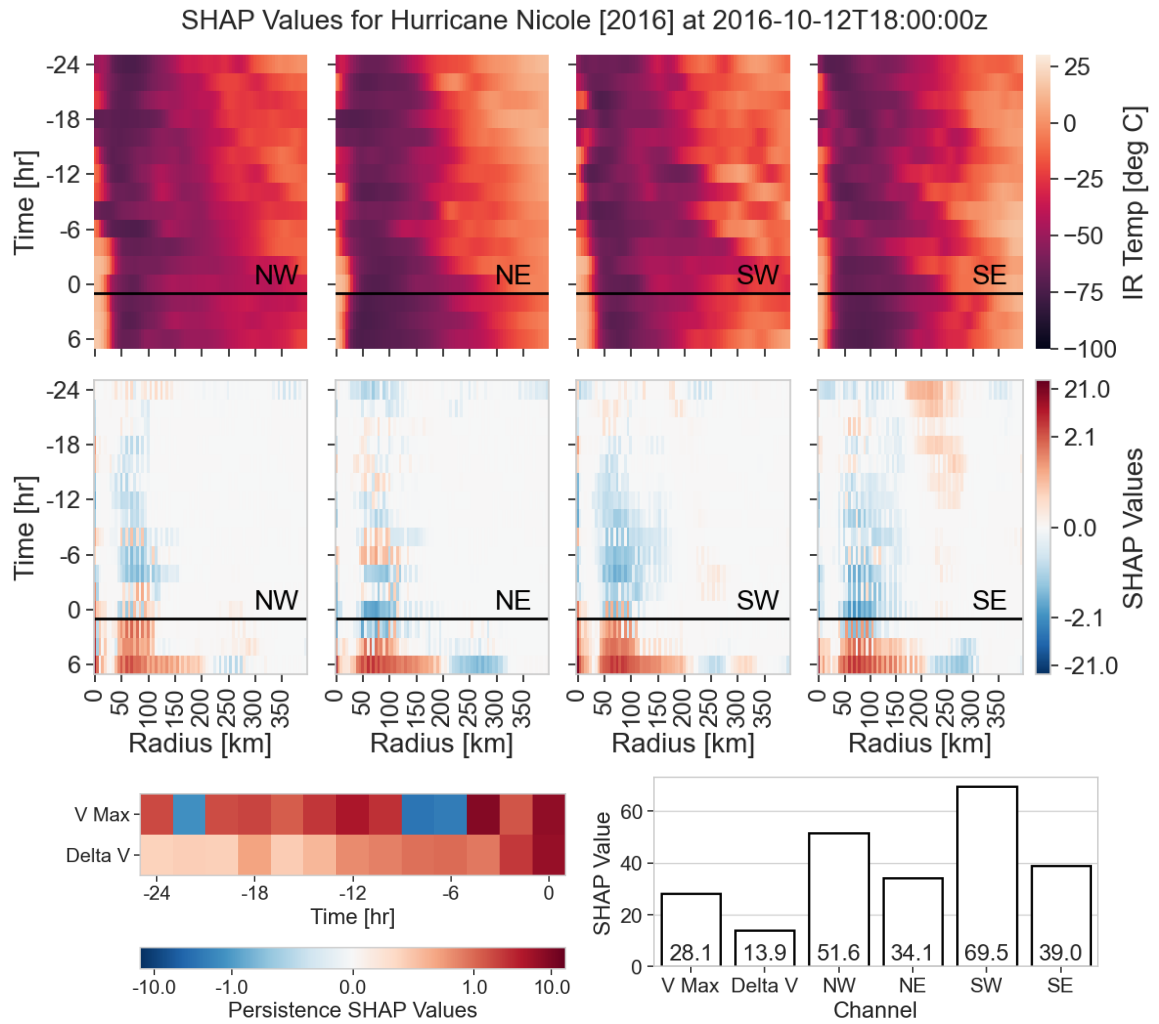 SHAP Values for Hurricane Nicole [2016] at 2016-10-12T18:00:00z
Time [hr]
-24
-18
-12
-6
0
6
NW
NE
SW
SE
25
0
−25
−50
−75
−100
IR Temp [deg C]
Time [hr]
-24
-18
-12
-6
0
6
NW
NE
SW
SE
21.0
2.1
0.0
-2.1
-21.0
SHAP Values
0 50 100 150 200 250 300 350
0 50 100 150 200 250 300 350
0 50 100 150 200 250 300 350
0 50 100 150 200 250 300 350
Radius [km]
Radius [km]
Radius [km]
Radius [km]
V Max
Delta V
-24 -18 -12 -6 0
Time [hr]
-10.0 -1.0 0.0 1.0 10.0
Persistence SHAP Values
SHAP Value
60
40
20
0
28.1 13.9 51.6 34.1 69.5 39.0
V Max Delta V NW NE SW SE
Channel